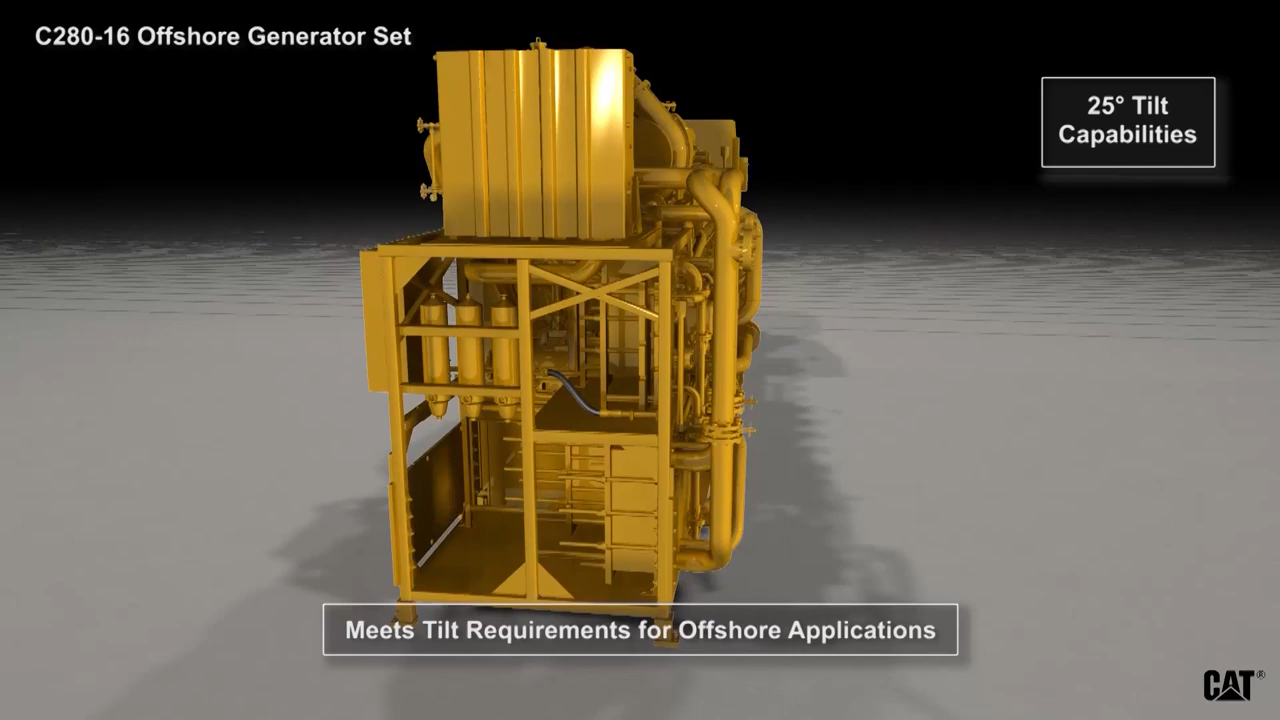 C280-16 Offshore Generator Set
25° Tilt
Capabilities
Meets Tilt Requirements for Offshore Applications
CAT®